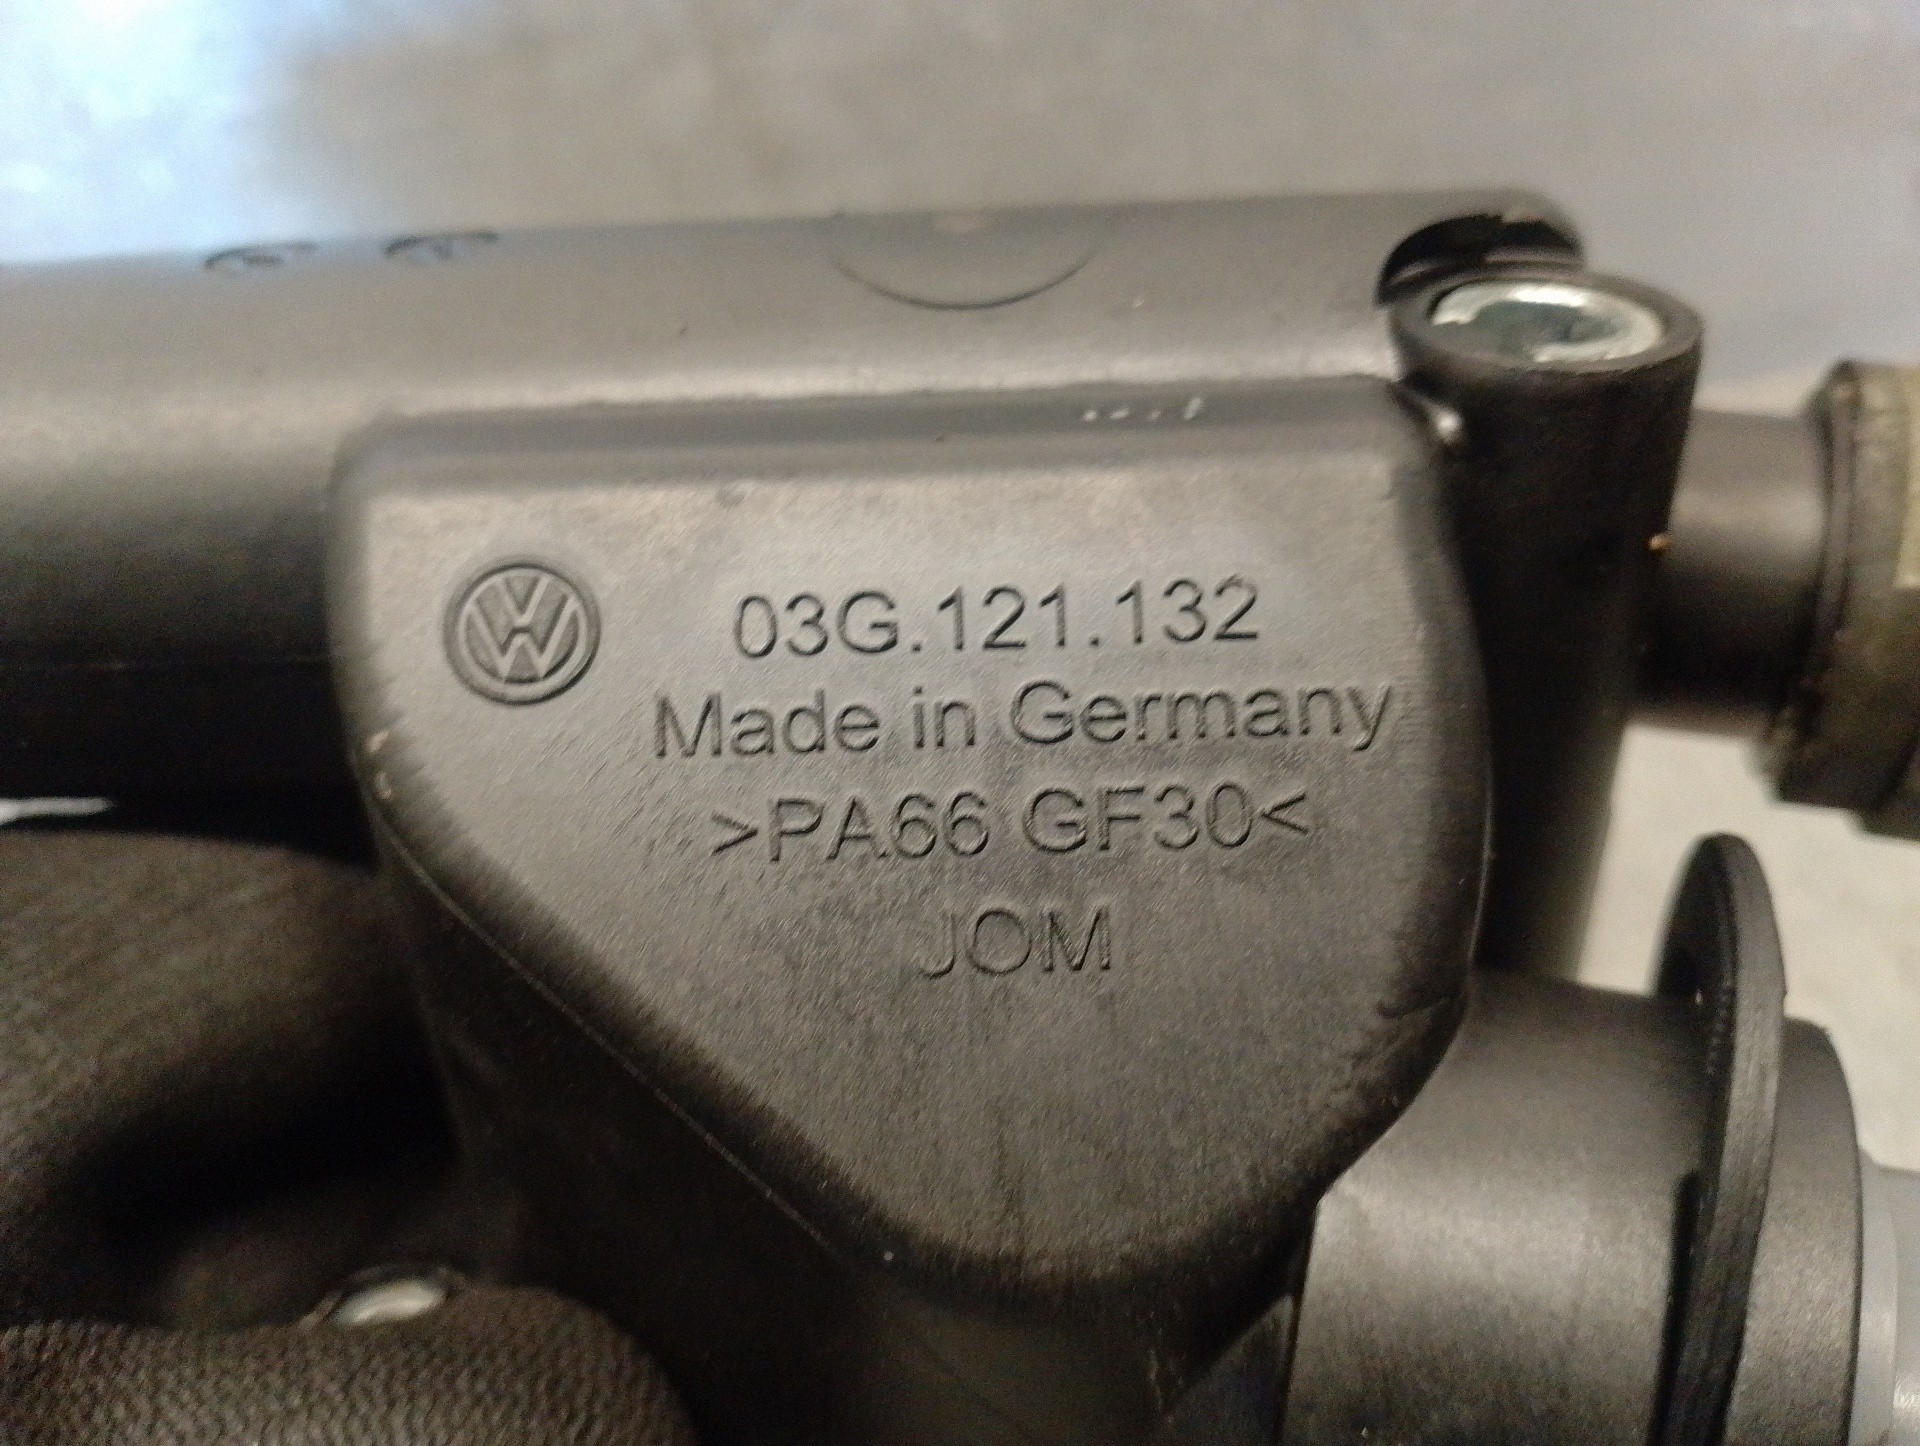 03G.121.132
Made in Germany
>PA66 GF30<
JOM